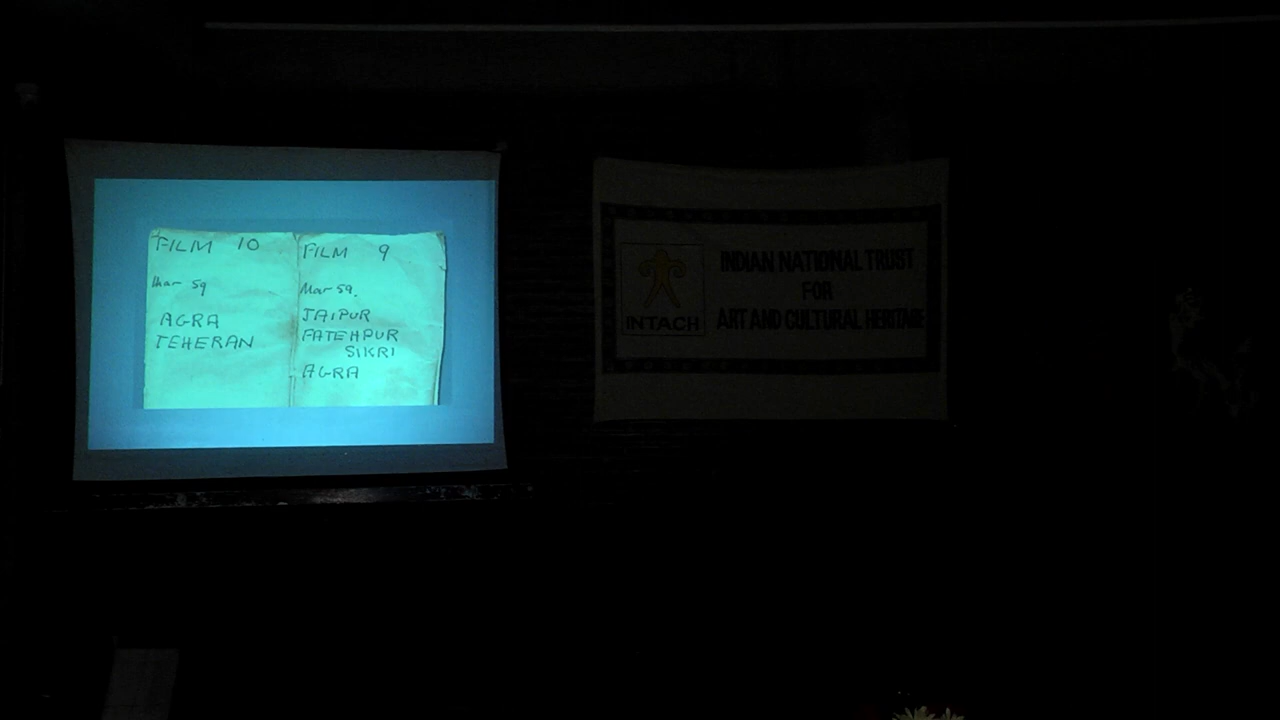 FILM 10
Mar 59
AGRA
TEHERAN
FILM 9
Mar 59.
JAIPUR
FATEHPUR
SIKRI
AGRA
INTACH
INDIAN NATIONAL TRUST
FOR
ART AND CULTURAL HERITAGE